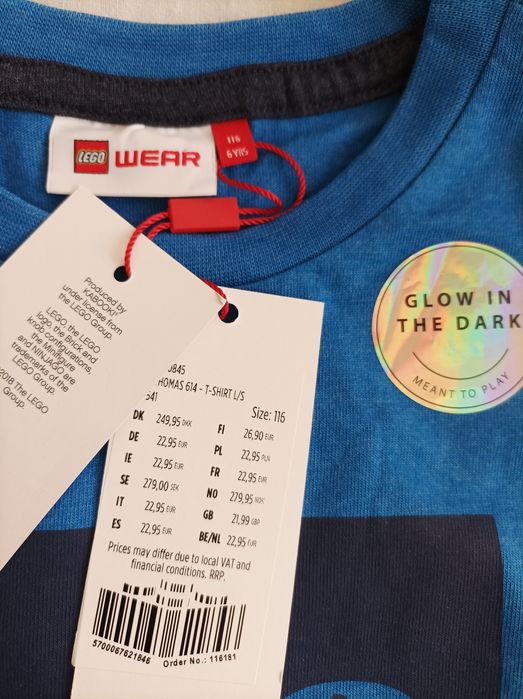 LEGO WEAR
116
6 YRS
GLOW IN
THE DARK
MEANT TO PLAY
Produced by
KABOOKI
under license from
the LEGO Group.
LEGO, the LEGO
logo, the Brick and
knob configurations,
the Minifigure
and NINJAGO are
trademarks of the
LEGO Group.
2018 The LEGO
Group.
0845
HOMAS 614 - T-SHIRT L/S
541
Size: 116
DK 249,95 DKK
FI 26,90 EUR
DE 22,95 EUR
PL 22,95 PLN
IE 22,95 EUR
FR 22,95 EUR
SE 279,00 SEK
NO 279,95 NOK
IT 22,95 EUR
GB 21,99 GBP
ES 22,95 EUR
BE/NL 22,95 EUR
Prices may differ due to local VAT and
financial conditions. RRP.
5700067621846
Order No.: 116181